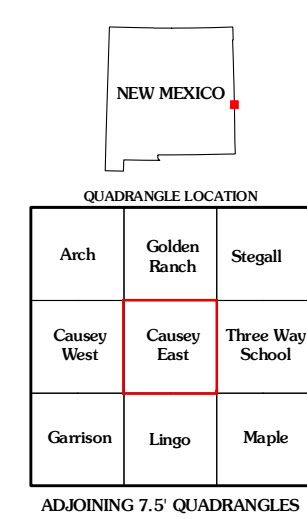 NEW MEXICO
QUADRANGLE LOCATION
Arch
Golden
Ranch
Stegall
Causey
West
Causey
East
Three Way
School
Garrison
Lingo
Maple
ADJOINING 7.5' QUADRANGLES